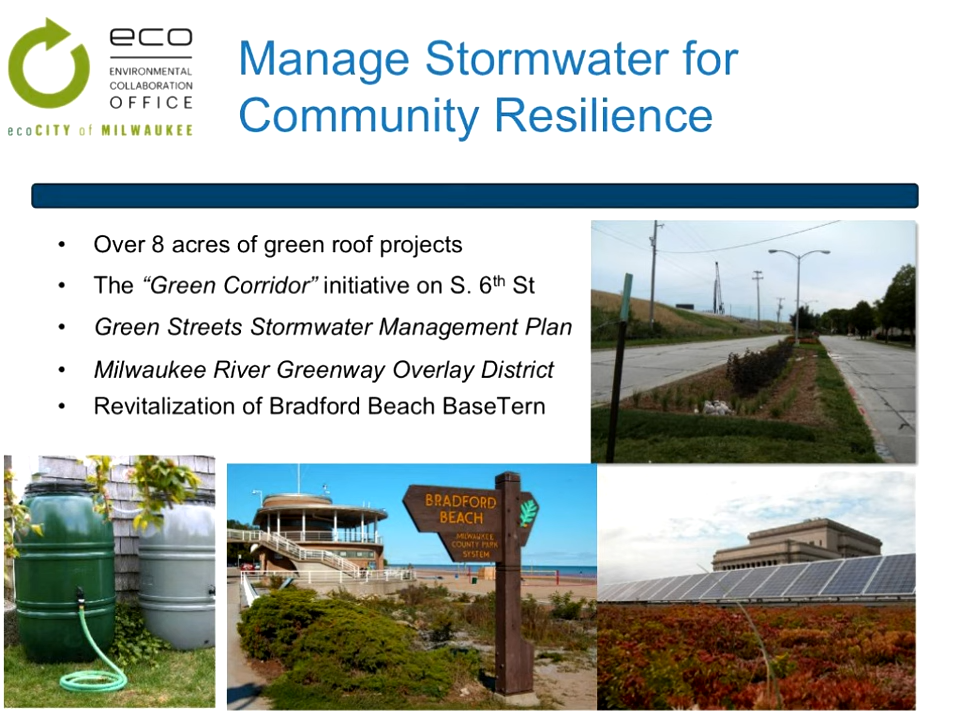 eco
ENVIRONMENTAL
COLLABORATION
OFFICE
ecoCITY of MILWAUKEE
Manage Stormwater for
Community Resilience
• Over 8 acres of green roof projects
• The “Green Corridor” initiative on S. 6th St
• Green Streets Stormwater Management Plan
• Milwaukee River Greenway Overlay District
• Revitalization of Bradford Beach BaseTern
BRADFORD
BEACH
MILWAUKEE
COUNTY PARK
SYSTEM